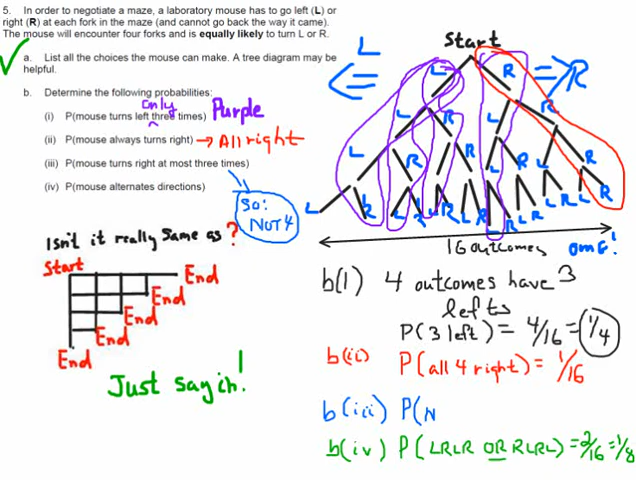 5. In order to negotiate a maze, a laboratory mouse has to go left (L) or
right (R) at each fork in the maze (and cannot go back the way it came).
The mouse will encounter four forks and is equally likely to turn L or R.
a. List all the choices the mouse can make. A tree diagram may be
helpful.
b. Determine the following probabilities:
only
(i) P(mouse turns left three times) Purple
(ii) P(mouse always turns right) → All right
(iii) P(mouse turns right at most three times)
(iv) P(mouse alternates directions)
So:
NOT 4
Isn't it really same as ?
Start
End
End
End
End
End
Just sayin!
Start
L
R
L R
L R L R
L R L R L R L R
L R L R L R L R L R L R L R L R
16 outcomes omG!
b(i) 4 outcomes have 3
lefts
P(3 left) = 4/16 = 1/4
b(ii) P(all 4 right) = 1/16
b(iii) P(N
b(iv) P(LRLR OR RLRL) = 2/16 = 1/8